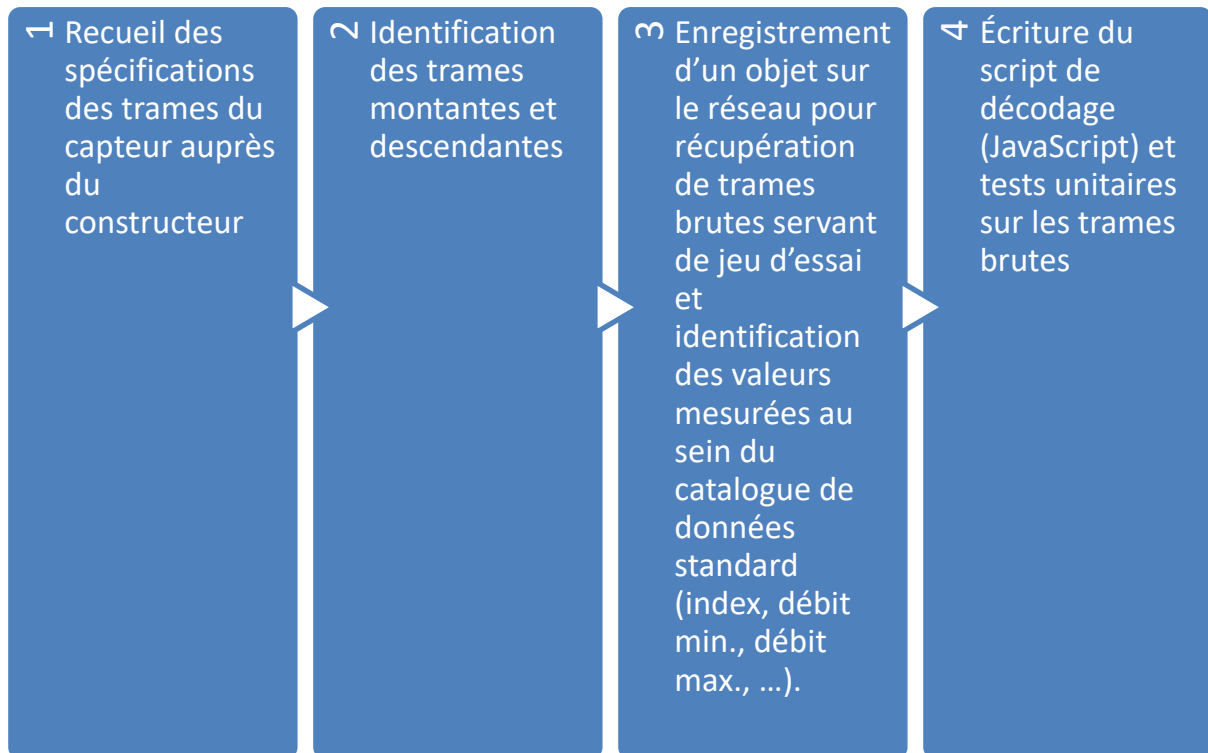 1 Recueil des
spécifications
des trames du
capteur auprès
du
constructeur
2 Identification
des trames
montantes et
descendantes
3 Enregistrement
d’un objet sur
le réseau pour
récupération
de trames
brutes servant
de jeu d’essai
et
identification
des valeurs
mesurées au
sein du
catalogue de
données
standard
(index, débit
min., débit
max., …).
4 Écriture du
script de
décodage
(JavaScript) et
tests unitaires
sur les trames
brutes